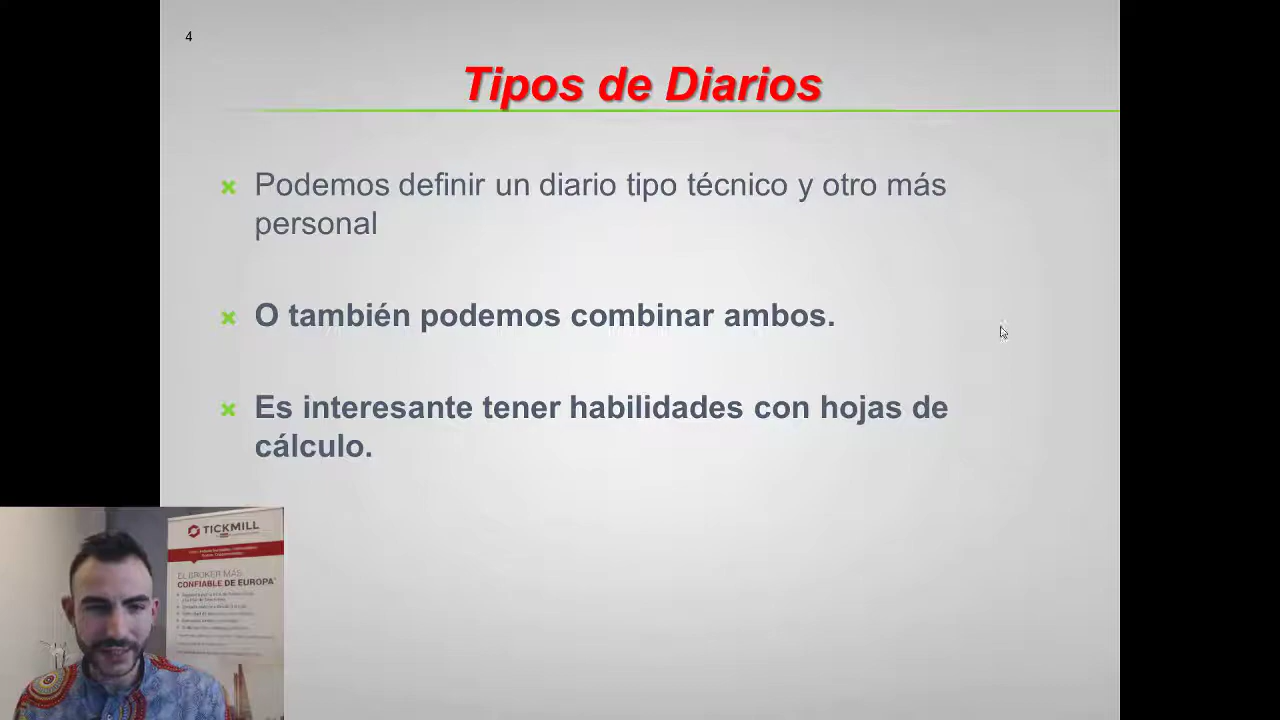 4
Tipos de Diarios
Podemos definir un diario tipo técnico y otro más
personal
O también podemos combinar ambos.
Es interesante tener habilidades con hojas de
cálculo.
TICKMILL
EL BROKER MÁS
CONFIABLE DE EUROPA